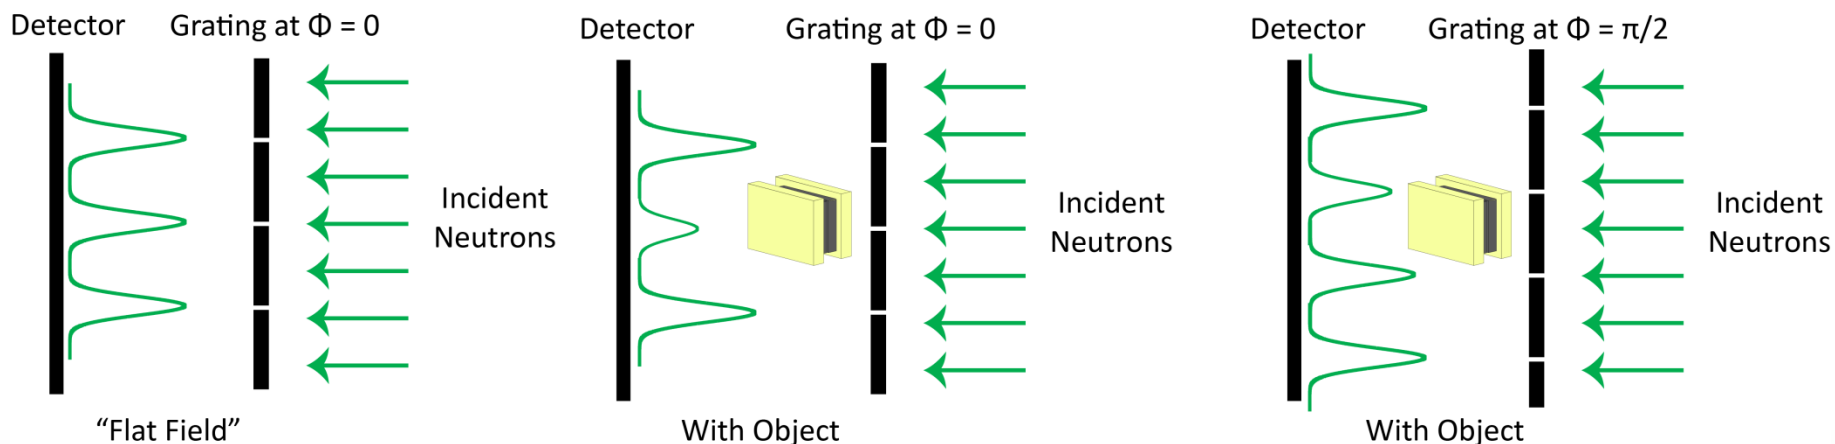 Detector
Grating at Φ = 0
Incident
Neutrons
"Flat Field"
Detector
Grating at Φ = 0
Incident
Neutrons
With Object
Detector
Grating at Φ = π/2
Incident
Neutrons
With Object